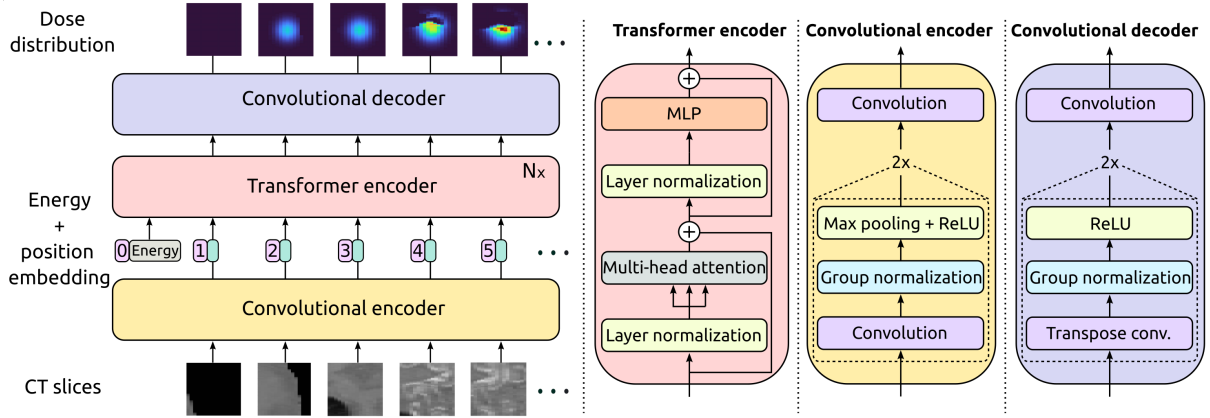 Dose
distribution
Convolutional decoder
Transformer encoder
Nx
Energy
+
position
embedding
0 Energy 1 2 3 4 5 ...
Convolutional encoder
CT slices
...
Transformer encoder
+
MLP
Layer normalization
+
Multi-head attention
Layer normalization
Convolutional encoder
Convolution
2x
Max pooling + ReLU
Group normalization
Convolution
Convolutional decoder
Convolution
2x
ReLU
Group normalization
Transpose conv.